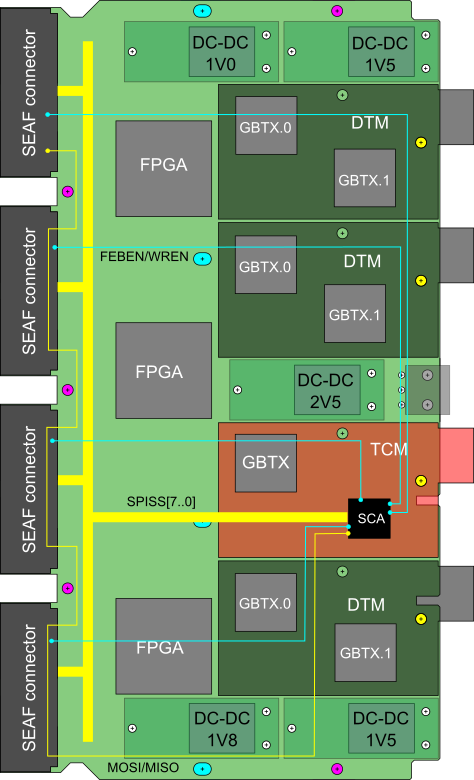 DC-DC
1V0
DC-DC
1V5
SEAF connector
DTM
GBTX.0
FPGA
GBTX.1
SEAF connector
FEBEN/WREN
DTM
GBTX.0
GBTX.1
FPGA
DC-DC
2V5
SEAF connector
TCM
GBTX
SPISS[7..0]
SCA
SEAF connector
DTM
GBTX.0
FPGA
GBTX.1
DC-DC
1V8
DC-DC
1V5
MOSI/MISO